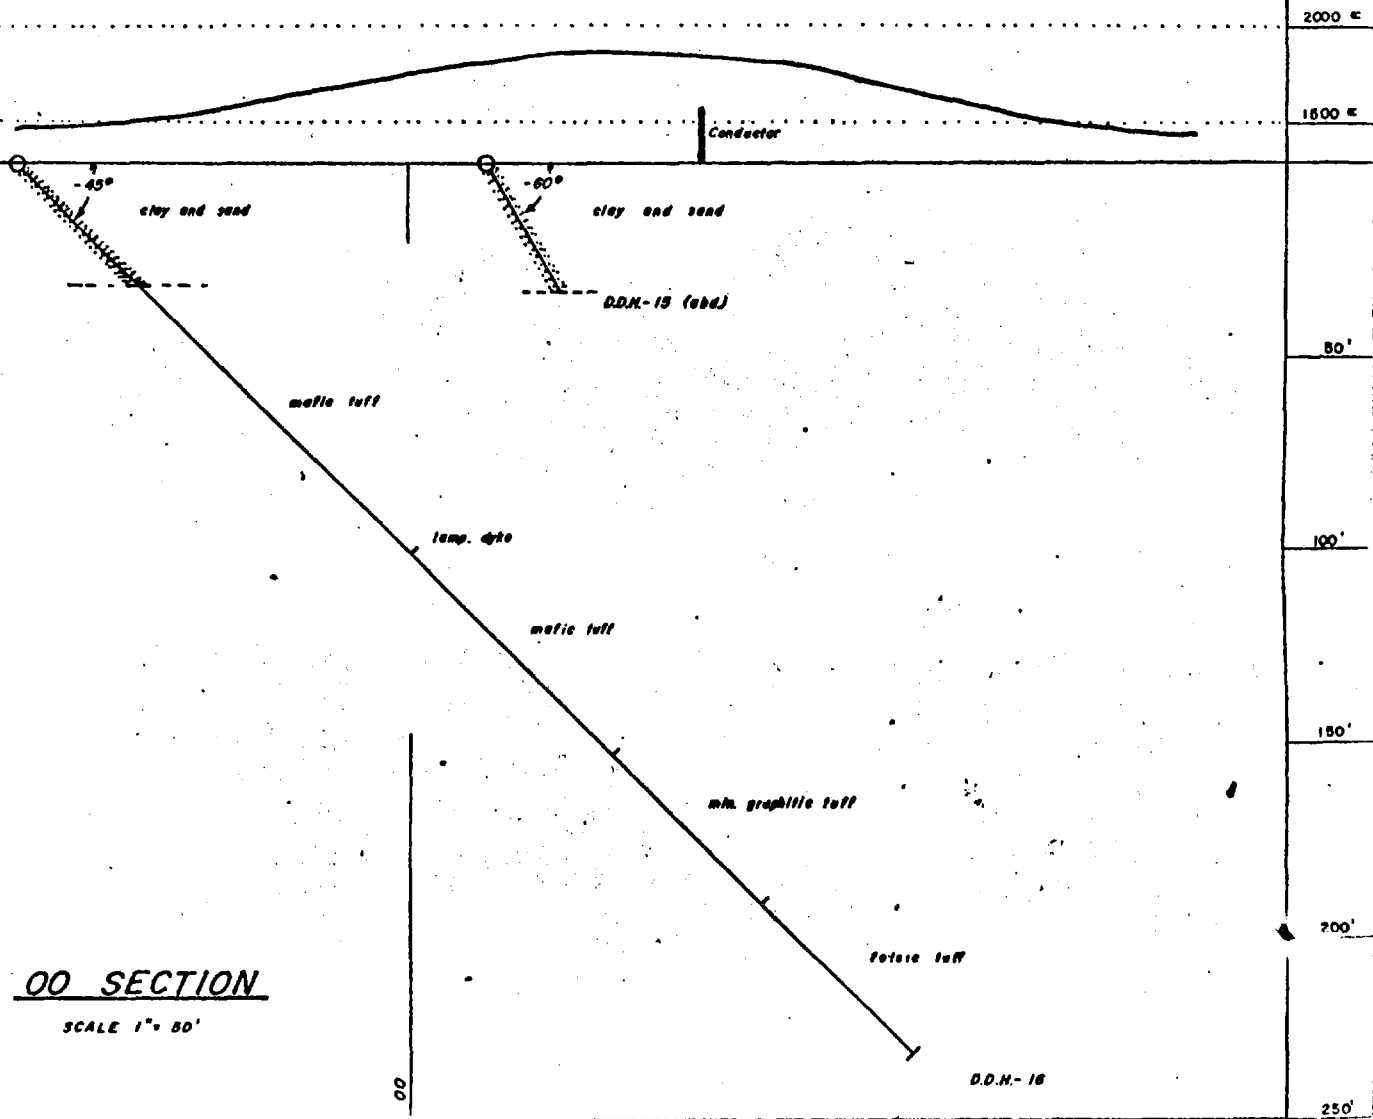 2000 ɤ
1500 ɤ
Conductor
-45°
-60°
clay and sand
clay and sand
D.D.H.-15 (abd.)
50'
mafic tuff
lamp. dyke
100'
mafic tuff
150'
min. graphitic tuff
200'
felsic tuff
OO SECTION
SCALE 1" = 50'
OO
D.D.H.-16
250'